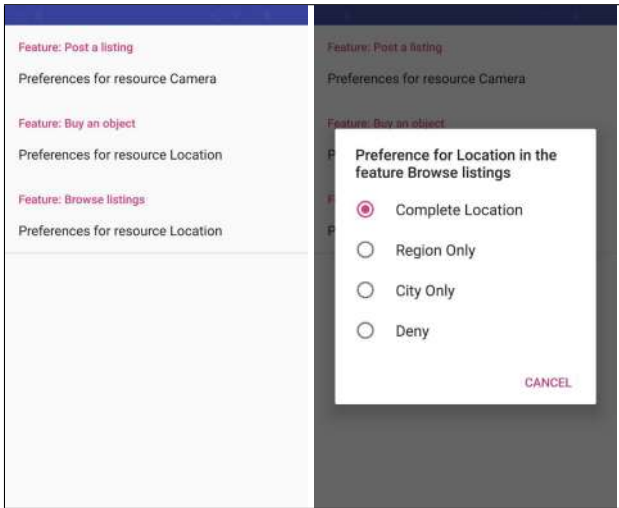 Feature: Post a listing
Preferences for resource Camera
Feature: Buy an object
Preferences for resource Location
Feature: Browse listings
Preferences for resource Location
Feature: Post a listing
Preferences for resource Camera
Feature: Buy an object
Preference for Location in the
feature Browse listings
Complete Location
Region Only
City Only
Deny
CANCEL